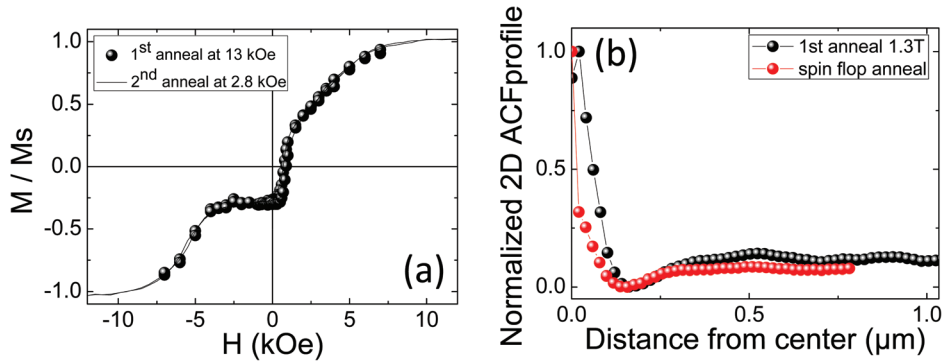 1st anneal at 13 kOe
2nd anneal at 2.8 kOe
(a)
1.0
0.5
0.0
-0.5
-1.0
M / Ms
-10 -5 0 5 10
H (kOe)
(b)
1st anneal 1.3T
spin flop anneal
1.0
0.5
0.0
Normalized 2D ACFprofile
0.0 0.5 1.0
Distance from center (μm)